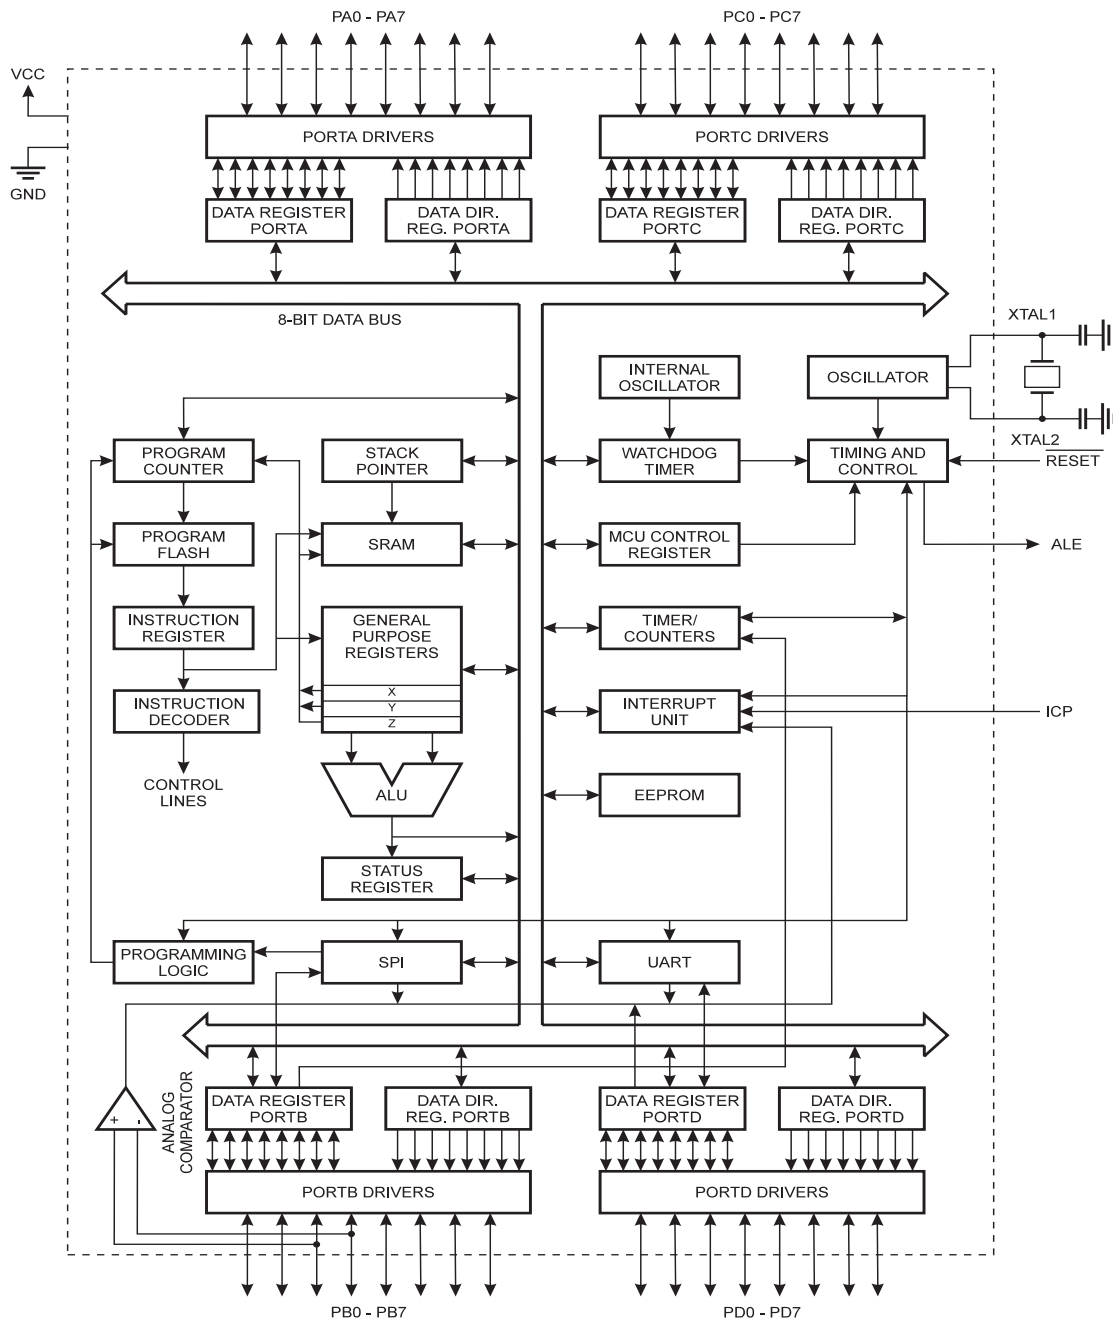 PA0 - PA7
PC0 - PC7
VCC
GND
PORTA DRIVERS
PORTC DRIVERS
DATA REGISTER
PORTA
DATA DIR.
REG. PORTA
DATA REGISTER
PORTC
DATA DIR.
REG. PORTC
8-BIT DATA BUS
XTAL1
INTERNAL
OSCILLATOR
OSCILLATOR
XTAL2
PROGRAM
COUNTER
STACK
POINTER
WATCHDOG
TIMER
TIMING AND
CONTROL
RESET
PROGRAM
FLASH
SRAM
MCU CONTROL
REGISTER
ALE
INSTRUCTION
REGISTER
GENERAL
PURPOSE
REGISTERS
X
Y
Z
TIMER/
COUNTERS
INSTRUCTION
DECODER
INTERRUPT
UNIT
ICP
CONTROL
LINES
ALU
EEPROM
STATUS
REGISTER
PROGRAMMING
LOGIC
SPI
UART
ANALOG
COMPARATOR
+
-
DATA REGISTER
PORTB
DATA DIR.
REG. PORTB
DATA REGISTER
PORTD
DATA DIR.
REG. PORTD
PORTB DRIVERS
PORTD DRIVERS
PB0 - PB7
PD0 - PD7